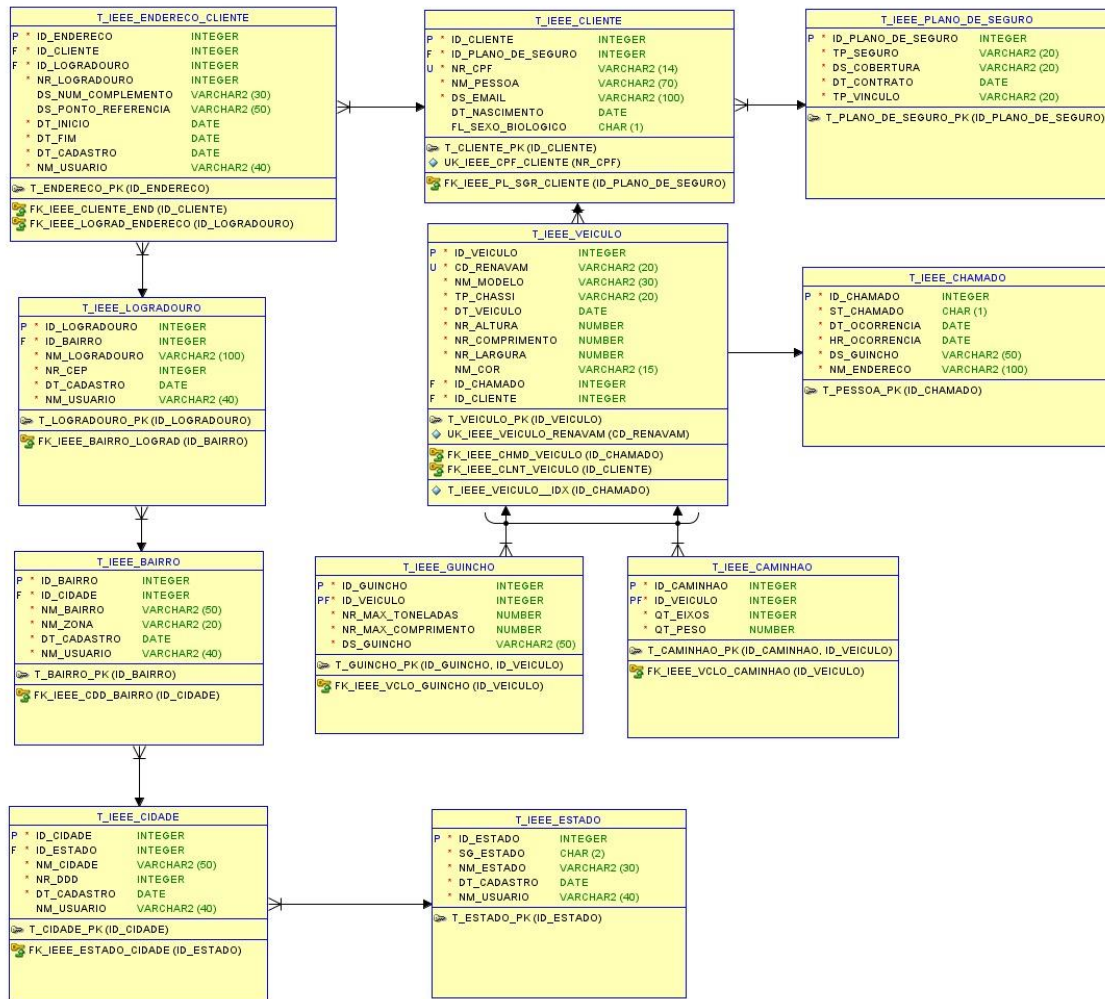 T_IEEE_ENDERECO_CLIENTE
P * ID_ENDERECO INTEGER
F * ID_CLIENTE INTEGER
F * ID_LOGRADOURO INTEGER
* NR_LOGRADOURO INTEGER
DS_NUM_COMPLEMENTO VARCHAR2 (30)
DS_PONTO_REFERENCIA VARCHAR2 (50)
* DT_INICIO DATE
* DT_FIM DATE
* DT_CADASTRO DATE
* NM_USUARIO VARCHAR2 (40)
T_ENDERECO_PK (ID_ENDERECO)
FK_IEEE_CLIENTE_END (ID_CLIENTE)
FK_IEEE_LOGRAD_ENDERECO (ID_LOGRADOURO)
T_IEEE_CLIENTE
P * ID_CLIENTE INTEGER
F * ID_PLANO_DE_SEGURO INTEGER
U * NR_CPF VARCHAR2 (14)
* NM_PESSOA VARCHAR2 (70)
* DS_EMAIL VARCHAR2 (100)
DT_NASCIMENTO DATE
FL_SEXO_BIOLOGICO CHAR (1)
T_CLIENTE_PK (ID_CLIENTE)
UK_IEEE_CPF_CLIENTE (NR_CPF)
FK_IEEE_PL_SGR_CLIENTE (ID_PLANO_DE_SEGURO)
T_IEEE_PLANO_DE_SEGURO
P * ID_PLANO_DE_SEGURO INTEGER
* TP_SEGURO VARCHAR2 (20)
* DS_COBERTURA VARCHAR2 (20)
* DT_CONTRATO DATE
* TP_VINCULO VARCHAR2 (20)
T_PLANO_DE_SEGURO_PK (ID_PLANO_DE_SEGURO)
T_IEEE_VEICULO
P * ID_VEICULO INTEGER
U * CD_RENAVAM VARCHAR2 (20)
* NM_MODELO VARCHAR2 (30)
* TP_CHASSI VARCHAR2 (20)
* DT_VEICULO DATE
* NR_ALTURA NUMBER
* NR_COMPRIMENTO NUMBER
* NR_LARGURA NUMBER
NM_COR VARCHAR2 (15)
F * ID_CHAMADO INTEGER
F * ID_CLIENTE INTEGER
T_VEICULO_PK (ID_VEICULO)
UK_IEEE_VEICULO_RENAVAM (CD_RENAVAM)
FK_IEEE_CHMD_VEICULO (ID_CHAMADO)
FK_IEEE_CLNT_VEICULO (ID_CLIENTE)
T_IEEE_VEICULO__IDX (ID_CHAMADO)
T_IEEE_CHAMADO
P * ID_CHAMADO INTEGER
* ST_CHAMADO CHAR (1)
* DT_OCORRENCIA DATE
* HR_OCORRENCIA DATE
* DS_GUINCHO VARCHAR2 (50)
* NM_ENDERECO VARCHAR2 (100)
T_PESSOA_PK (ID_CHAMADO)
T_IEEE_LOGRADOURO
P * ID_LOGRADOURO INTEGER
F * ID_BAIRRO INTEGER
* NM_LOGRADOURO VARCHAR2 (100)
* NR_CEP INTEGER
* DT_CADASTRO DATE
* NM_USUARIO VARCHAR2 (40)
T_LOGRADOURO_PK (ID_LOGRADOURO)
FK_IEEE_BAIRRO_LOGRAD (ID_BAIRRO)
T_IEEE_BAIRRO
P * ID_BAIRRO INTEGER
F * ID_CIDADE INTEGER
* NM_BAIRRO VARCHAR2 (50)
* NM_ZONA VARCHAR2 (20)
* DT_CADASTRO DATE
* NM_USUARIO VARCHAR2 (40)
T_BAIRRO_PK (ID_BAIRRO)
FK_IEEE_CDD_BAIRRO (ID_CIDADE)
T_IEEE_GUINCHO
P * ID_GUINCHO INTEGER
PF* ID_VEICULO INTEGER
* NR_MAX_TONELADAS NUMBER
* NR_MAX_COMPRIMENTO NUMBER
* DS_GUINCHO VARCHAR2 (50)
T_GUINCHO_PK (ID_GUINCHO, ID_VEICULO)
FK_IEEE_VCLO_GUINCHO (ID_VEICULO)
T_IEEE_CAMINHAO
P * ID_CAMINHAO INTEGER
PF* ID_VEICULO INTEGER
* QT_EIXOS INTEGER
* QT_PESO NUMBER
T_CAMINHAO_PK (ID_CAMINHAO, ID_VEICULO)
FK_IEEE_VCLO_CAMINHAO (ID_VEICULO)
T_IEEE_CIDADE
P * ID_CIDADE INTEGER
F * ID_ESTADO INTEGER
* NM_CIDADE VARCHAR2 (50)
* NR_DDD INTEGER
* DT_CADASTRO DATE
NM_USUARIO VARCHAR2 (40)
T_CIDADE_PK (ID_CIDADE)
FK_IEEE_ESTADO_CIDADE (ID_ESTADO)
T_IEEE_ESTADO
P * ID_ESTADO INTEGER
* SG_ESTADO CHAR (2)
* NM_ESTADO VARCHAR2 (30)
* DT_CADASTRO DATE
* NM_USUARIO VARCHAR2 (40)
T_ESTADO_PK (ID_ESTADO)